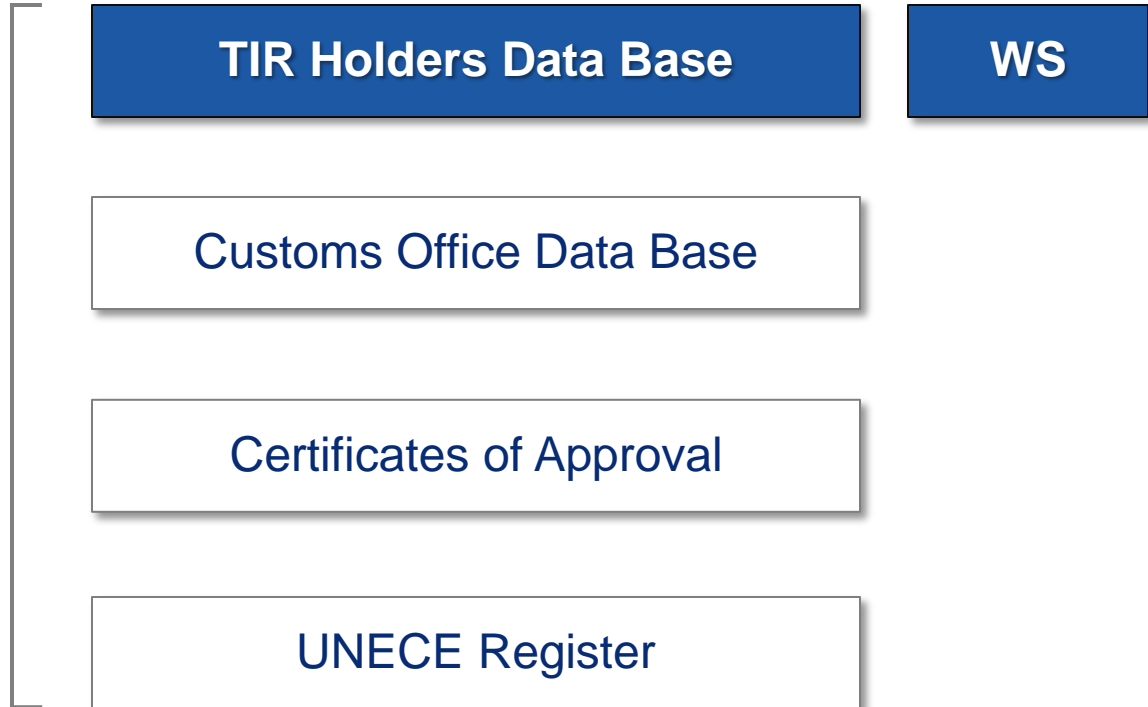 TIR Holders Data Base
WS
Customs Office Data Base
Certificates of Approval
UNECE Register